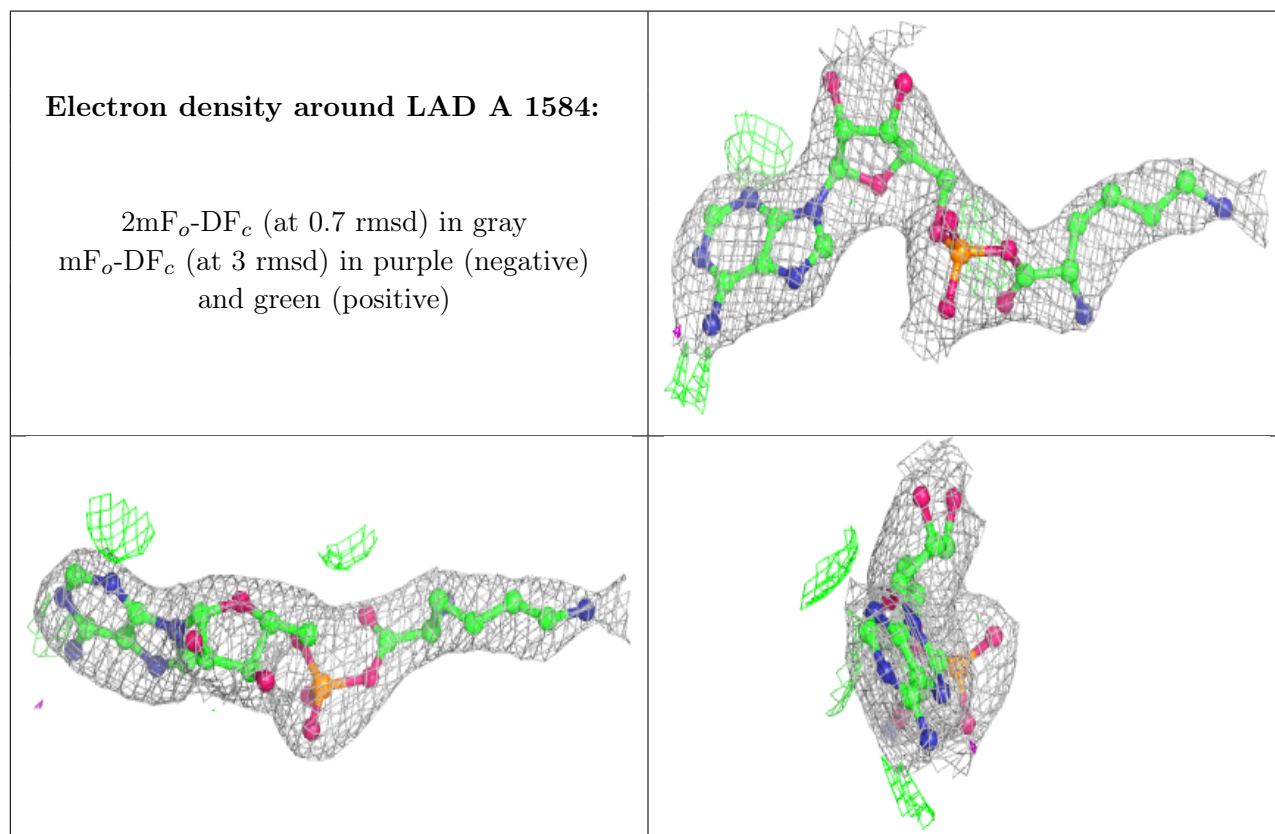 Electron density around LAD A 1584:
2mFₒ-DF𝒸 (at 0.7 rmsd) in gray
mFₒ-DF𝒸 (at 3 rmsd) in purple (negative)
and green (positive)